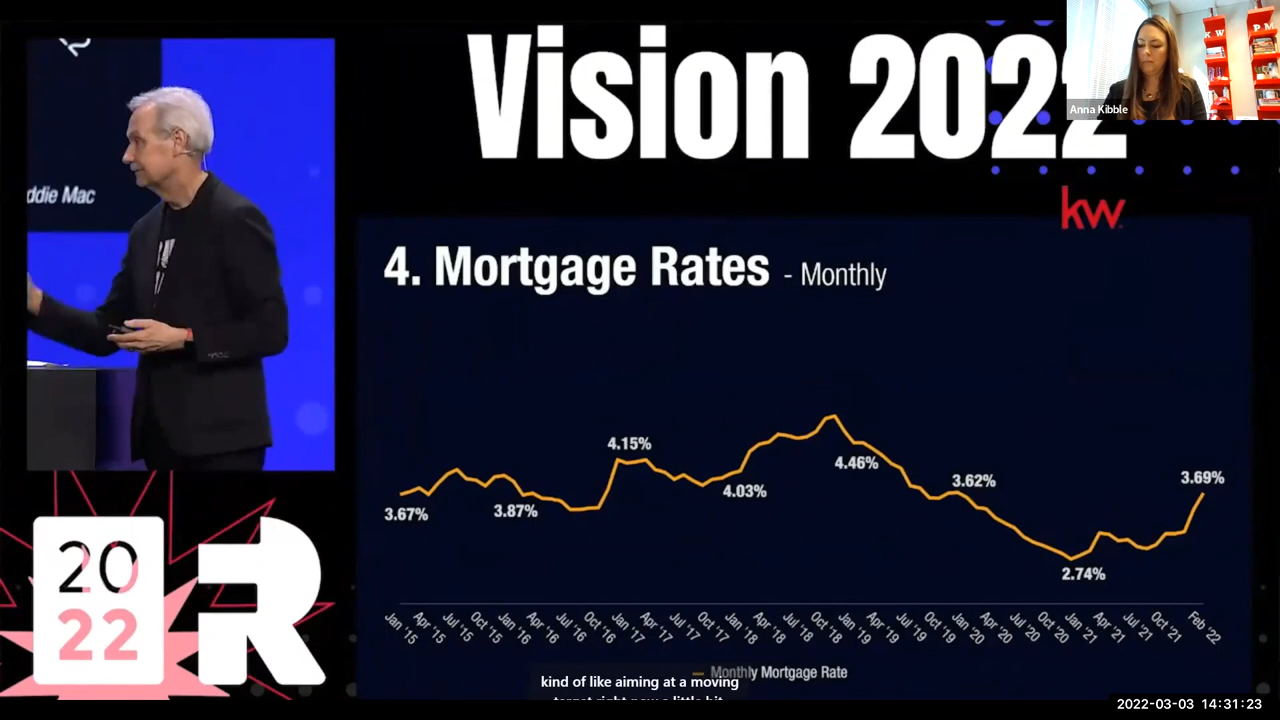 Vision 2022
Anna Kibble
K W
P M
ddie Mac
kw
4. Mortgage Rates - Monthly
4.15%
4.46%
3.62%
3.69%
3.67%
3.87%
4.03%
2.74%
Jan '15
Apr '15
Jul '15
Oct '15
Jan '16
Apr '16
Jul '16
Oct '16
Jan '17
Apr '17
Jul '17
Oct '17
Jan '18
Apr '18
Jul '18
Oct '18
Jan '19
Apr '19
Jul '19
Oct '19
Jan '20
Apr '20
Jul '20
Oct '20
Jan '21
Apr '21
Jul '21
Oct '21
Feb '22
Monthly Mortgage Rate
20
22
R
kind of like aiming at a moving
target right now a little bit
2022-03-03 14:31:23